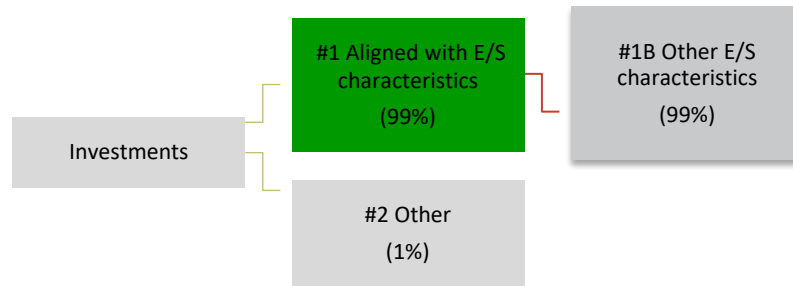 Investments
#1 Aligned with E/S
characteristics
(99%)
#1B Other E/S
characteristics
(99%)
#2 Other
(1%)